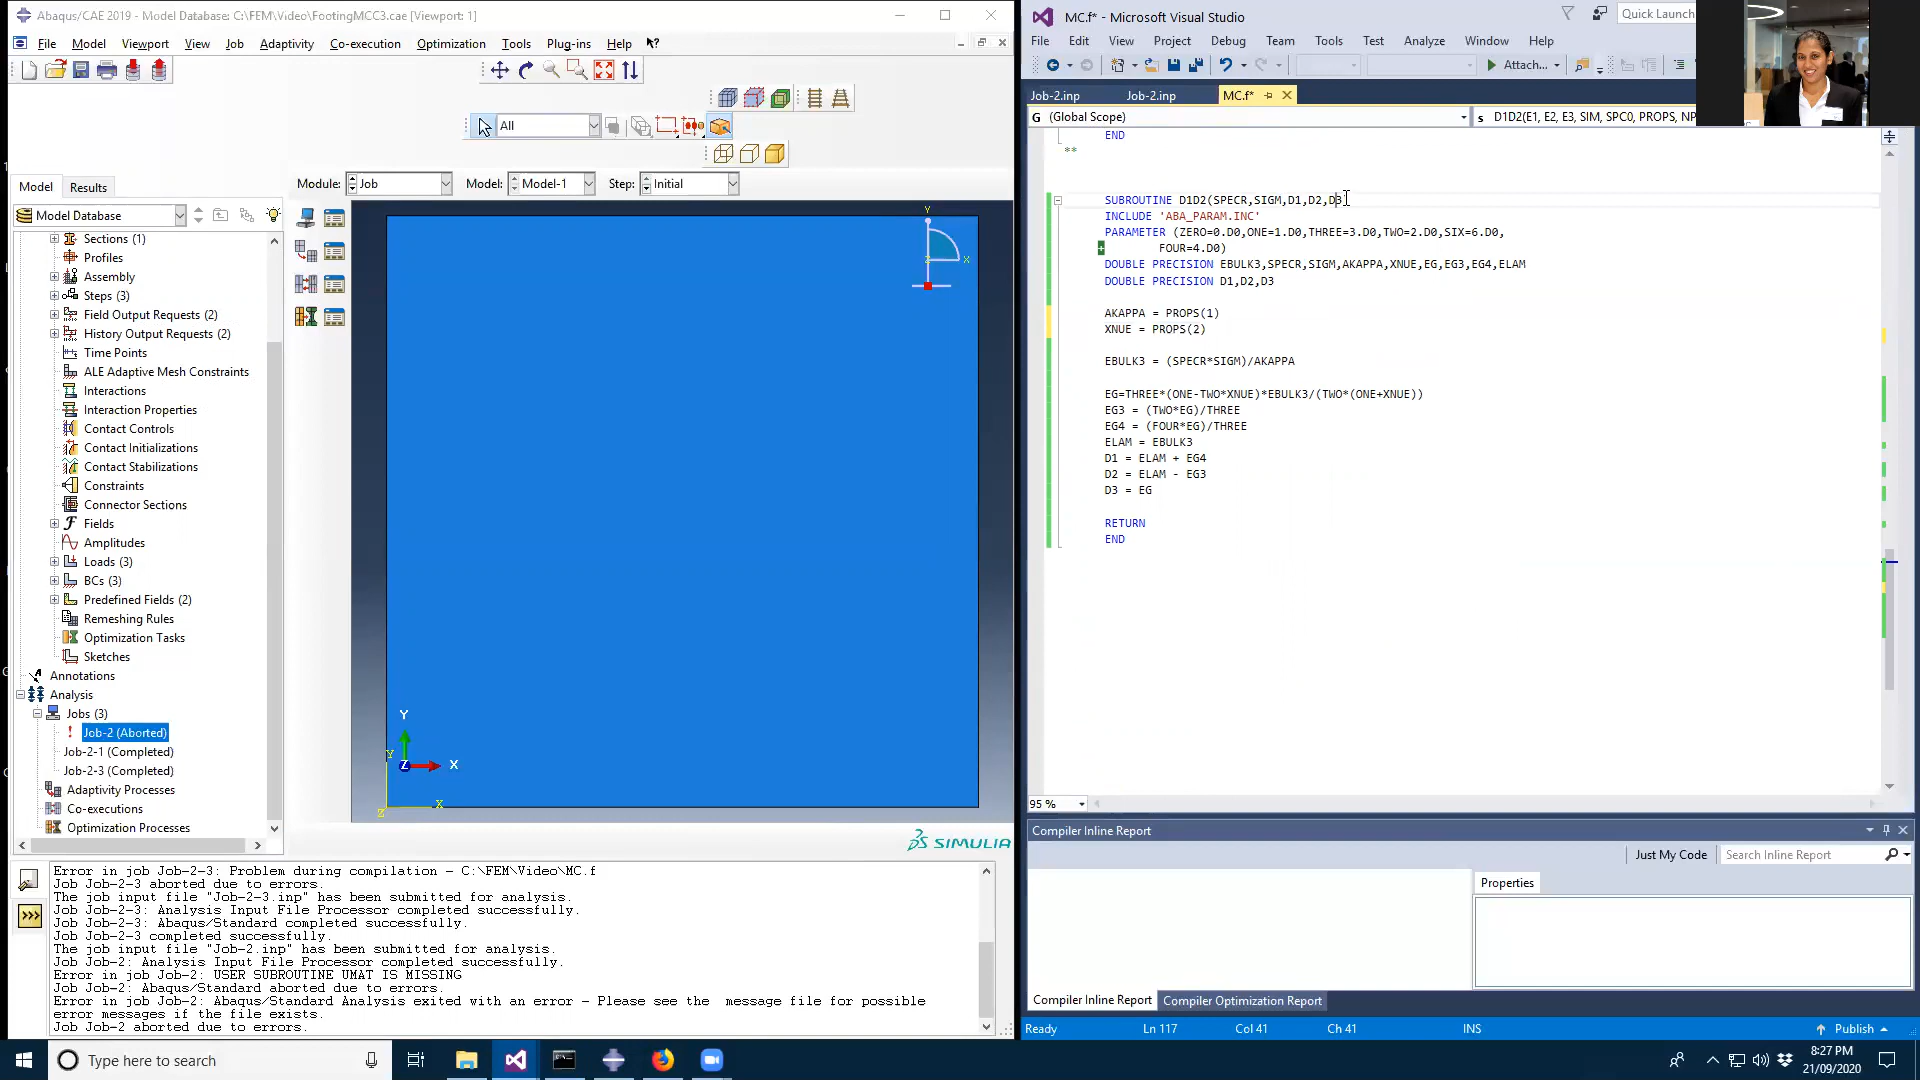 Abaqus/CAE 2019 - Model Database: C:\FEM\Video\FootingMCC3.cae [Viewport: 1]
File Model Viewport View Job Adaptivity Co-execution Optimization Tools Plug-ins Help
All
Module: Job Model: Model-1 Step: Initial
Model Results
Model Database
Sections (1)
Profiles
Assembly
Steps (3)
Field Output Requests (2)
History Output Requests (2)
Time Points
ALE Adaptive Mesh Constraints
Interactions
Interaction Properties
Contact Controls
Contact Initializations
Contact Stabilizations
Constraints
Connector Sections
Fields
Amplitudes
Loads (3)
BCs (3)
Predefined Fields (2)
Remeshing Rules
Optimization Tasks
Sketches
Annotations
Analysis
Jobs (3)
Job-2 (Aborted)
Job-2-1 (Completed)
Job-2-3 (Completed)
Adaptivity Processes
Co-executions
Optimization Processes
Y
X
Z
Y
Z
X
Y
X
Z
SIMULIA
Error in job Job-2-3: Problem during compilation - C:\FEM\Video\MC.f
Job Job-2-3 aborted due to errors.
The job input file "Job-2-3.inp" has been submitted for analysis.
Job Job-2-3: Analysis Input File Processor completed successfully.
Job Job-2-3: Abaqus/Standard completed successfully.
Job Job-2-3 completed successfully.
The job input file "Job-2.inp" has been submitted for analysis.
Job Job-2: Analysis Input File Processor completed successfully.
Error in job Job-2: USER SUBROUTINE UMAT IS MISSING
Job Job-2: Abaqus/Standard aborted due to errors.
Error in job Job-2: Abaqus/Standard Analysis exited with an error - Please see the message file for possible
error messages if the file exists.
Job Job-2 aborted due to errors.
MC.f* - Microsoft Visual Studio
Quick Launch
File Edit View Project Debug Team Tools Test Analyze Window Help
Attach...
Job-2.inp Job-2.inp MC.f*
(Global Scope) D1D2(E1, E2, E3, SIM, SPC0, PROPS, NP
END
**
SUBROUTINE D1D2(SPECR,SIGM,D1,D2,D3)
INCLUDE 'ABA_PARAM.INC'
PARAMETER (ZERO=0.D0,ONE=1.D0,THREE=3.D0,TWO=2.D0,SIX=6.D0,
+ FOUR=4.D0)
DOUBLE PRECISION EBULK3,SPECR,SIGM,AKAPPA,XNUE,EG,EG3,EG4,ELAM
DOUBLE PRECISION D1,D2,D3
AKAPPA = PROPS(1)
XNUE = PROPS(2)
EBULK3 = (SPECR*SIGM)/AKAPPA
EG=THREE*(ONE-TWO*XNUE)*EBULK3/(TWO*(ONE+XNUE))
EG3 = (TWO*EG)/THREE
EG4 = (FOUR*EG)/THREE
ELAM = EBULK3
D1 = ELAM + EG4
D2 = ELAM - EG3
D3 = EG
RETURN
END
95 %
Compiler Inline Report
Just My Code Search Inline Report
Properties
Compiler Inline Report Compiler Optimization Report
Ready Ln 117 Col 41 Ch 41 INS Publish
Type here to search
8:27 PM
21/09/2020